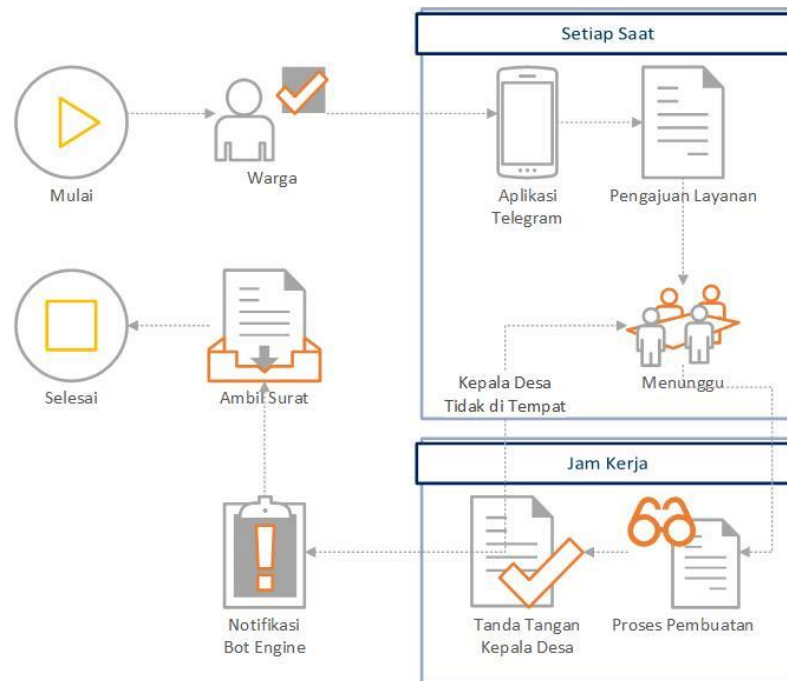 Setiap Saat
Mulai
Warga
Aplikasi
Telegram
Pengajuan Layanan
Selesai
Ambil Surat
Kepala Desa
Tidak di Tempat
Menunggu
Jam Kerja
Notifikasi
Bot Engine
Tanda Tangan
Kepala Desa
Proses Pembuatan